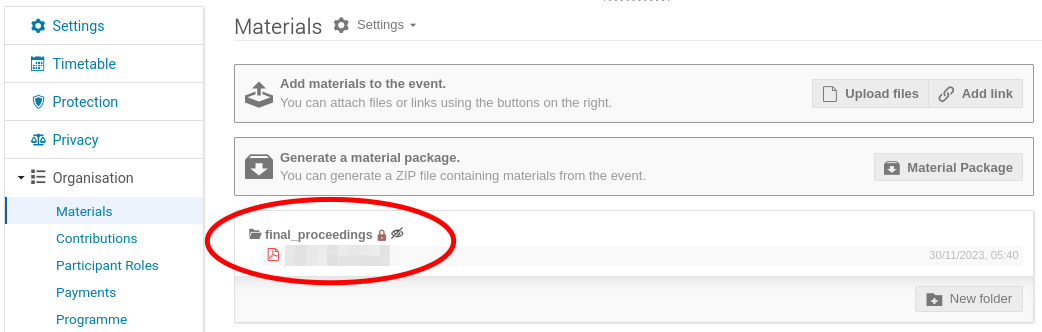 Settings
Timetable
Protection
Privacy
Organisation
Materials
Contributions
Participant Roles
Payments
Programme
Materials Settings
Add materials to the event.
You can attach files or links using the buttons on the right.
Upload files
Add link
Generate a material package.
You can generate a ZIP file containing materials from the event.
Material Package
final_proceedings
30/11/2023, 05:40
New folder